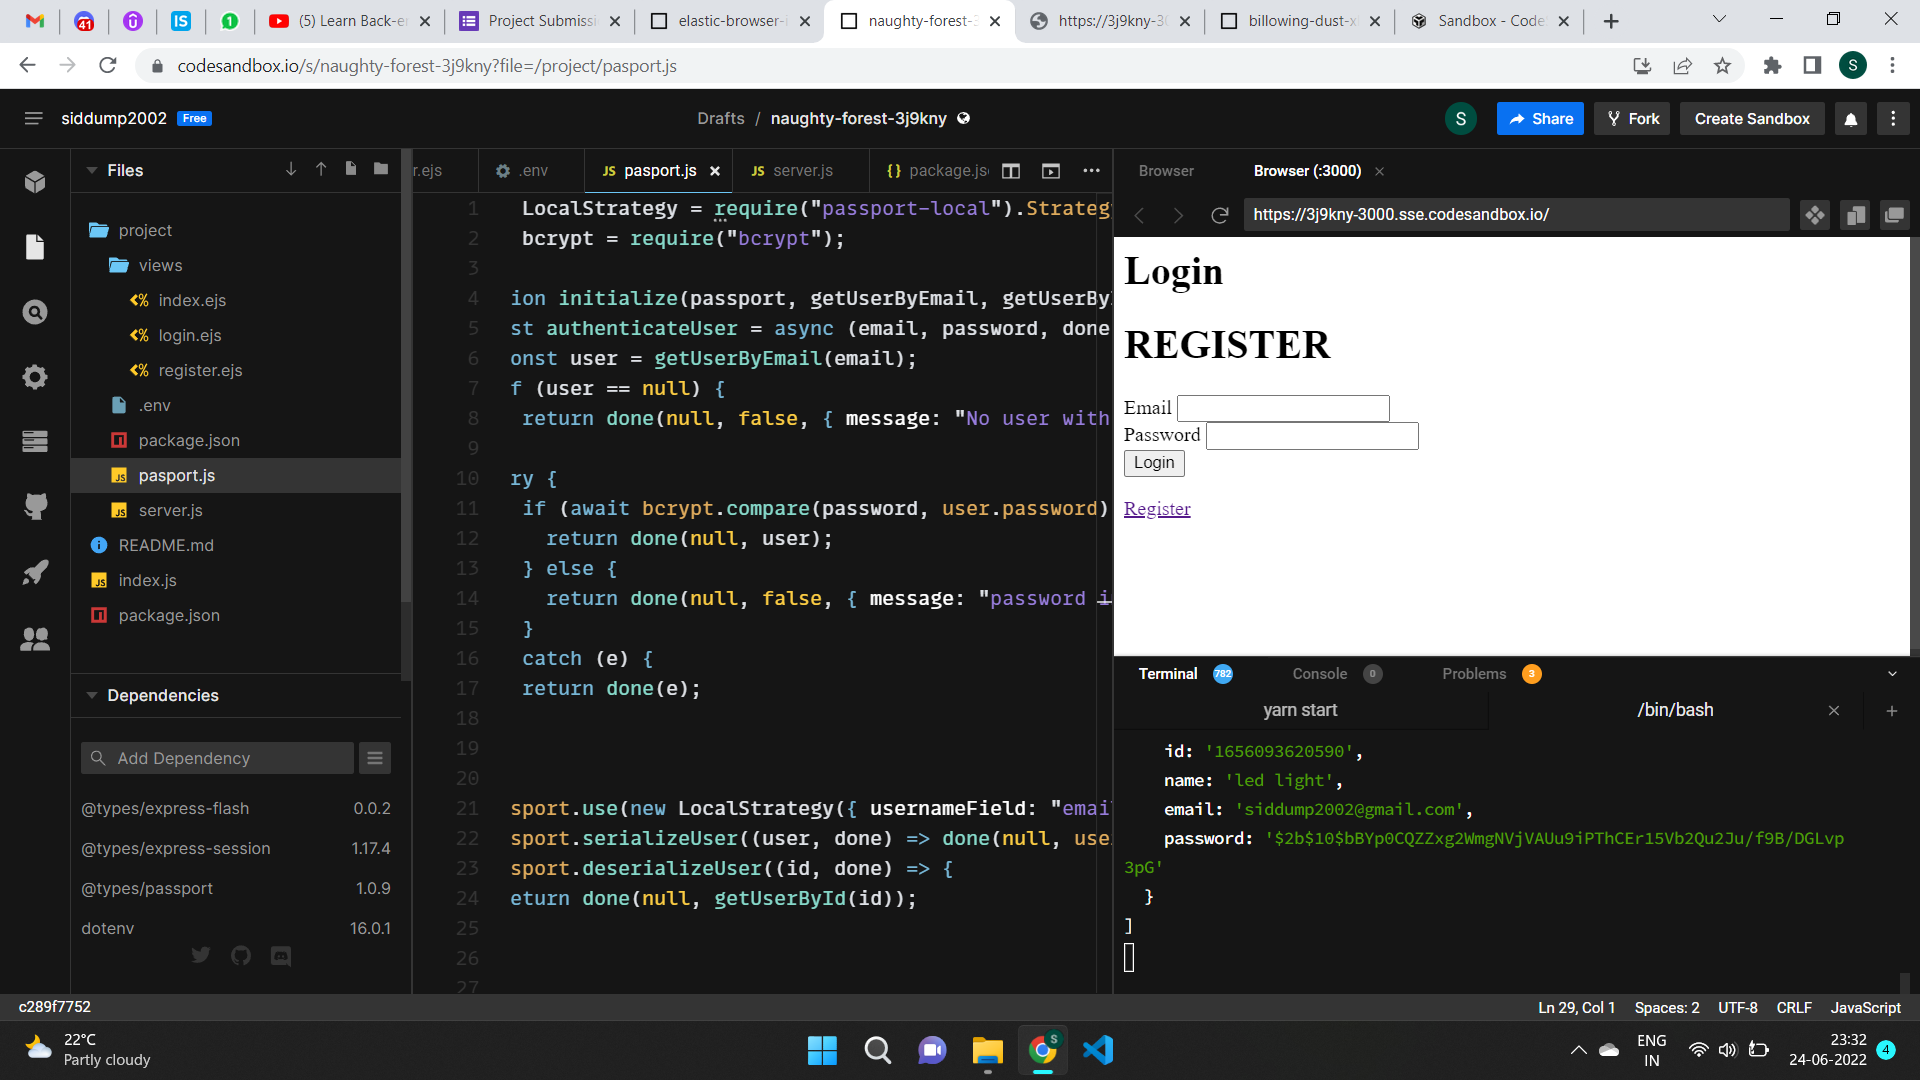 41
(5) Learn Back-e
Project Submissi
elastic-browser-i
naughty-forest-3
https://3j9kny-30
billowing-dust-x
Sandbox - Code
codesandbox.io/s/naughty-forest-3j9kny?file=/project/pasport.js
S
siddump2002 Free
Drafts / naughty-forest-3j9kny
S
Share
Fork
Create Sandbox
Files
project
views
index.ejs
login.ejs
register.ejs
.env
package.json
pasport.js
server.js
README.md
index.js
package.json
Dependencies
Add Dependency
@types/express-flash 0.0.2
@types/express-session 1.17.4
@types/passport 1.0.9
dotenv 16.0.1
r.ejs
.env
JS pasport.js
JS server.js
{} package.js
1 LocalStrategy = require("passport-local").Strateg
2 bcrypt = require("bcrypt");
3
4 ion initialize(passport, getUserByEmail, getUserByI
5 st authenticateUser = async (email, password, done
6 onst user = getUserByEmail(email);
7 f (user == null) {
8 return done(null, false, { message: "No user with
9
10 ry {
11 if (await bcrypt.compare(password, user.password)
12 return done(null, user);
13 } else {
14 return done(null, false, { message: "password i
15 }
16 catch (e) {
17 return done(e);
18
19
20
21 sport.use(new LocalStrategy({ usernameField: "emai
22 sport.serializeUser((user, done) => done(null, use
23 sport.deserializeUser((id, done) => {
24 eturn done(null, getUserById(id));
25
26
27
Browser
Browser (:3000)
https://3j9kny-3000.sse.codesandbox.io/
Login
REGISTER
Email
Password
Login
Register
Terminal 782
Console 0
Problems 3
yarn start
/bin/bash
id: '1656093620590',
name: 'led light',
email: 'siddump2002@gmail.com',
password: '$2b$10$bBYp0CQZZxg2WmgNVjVAUu9iPThCEr15Vb2Qu2Ju/f9B/DGLvp
3pG'
}
]
c289f7752
Ln 29, Col 1
Spaces: 2
UTF-8
CRLF
JavaScript
22°C
Partly cloudy
ENG
IN
23:32
24-06-2022
4